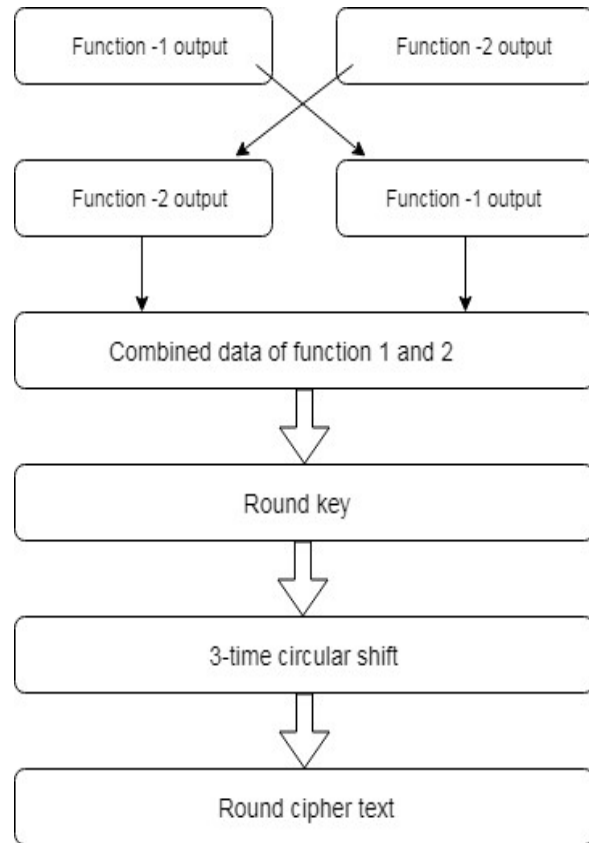 Function -1 output
Function -2 output
Function -2 output
Function -1 output
Combined data of function 1 and 2
Round key
3-time circular shift
Round cipher text